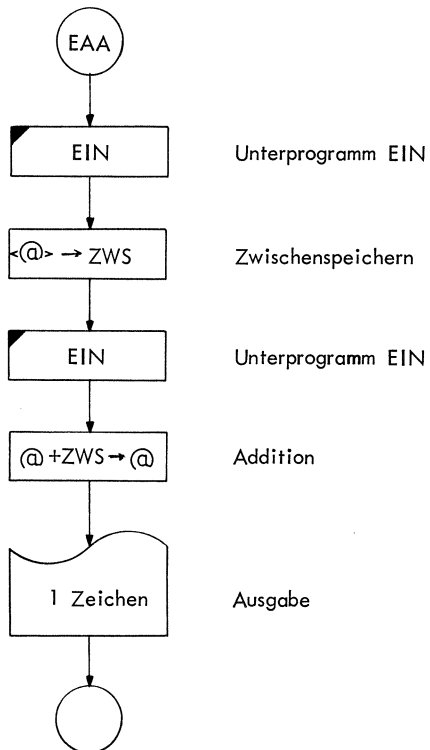 EAA
EIN Unterprogramm EIN
<@> → ZWS Zwischenspeichern
EIN Unterprogramm EIN
@ +ZWS → @ Addition
1 Zeichen Ausgabe